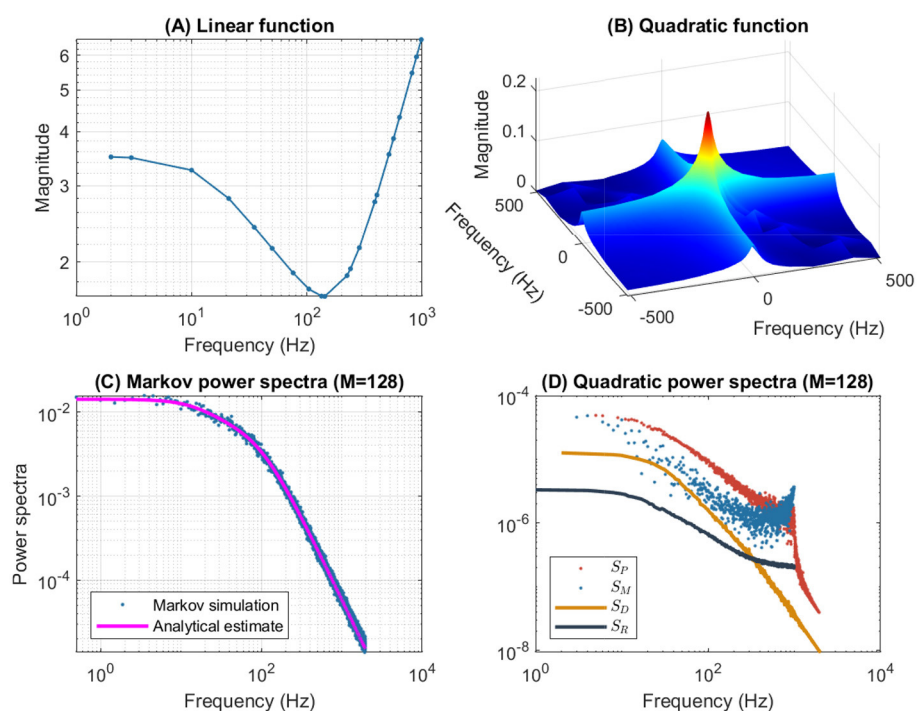 (A) Linear function
6
5
4
3
2
Magnitude
10^0
10^1
10^2
10^3
Frequency (Hz)
(B) Quadratic function
0.2
0.1
0
Magnitude
500
0
-500
Frequency (Hz)
-500
0
500
Frequency (Hz)
(C) Markov power spectra (M=128)
10^-2
10^-3
10^-4
Power spectra
Markov simulation
Analytical estimate
10^0
10^2
10^4
Frequency (Hz)
(D) Quadratic power spectra (M=128)
10^-4
10^-6
10^-8
S_P
S_M
S_D
S_R
10^0
10^2
10^4
Frequency (Hz)